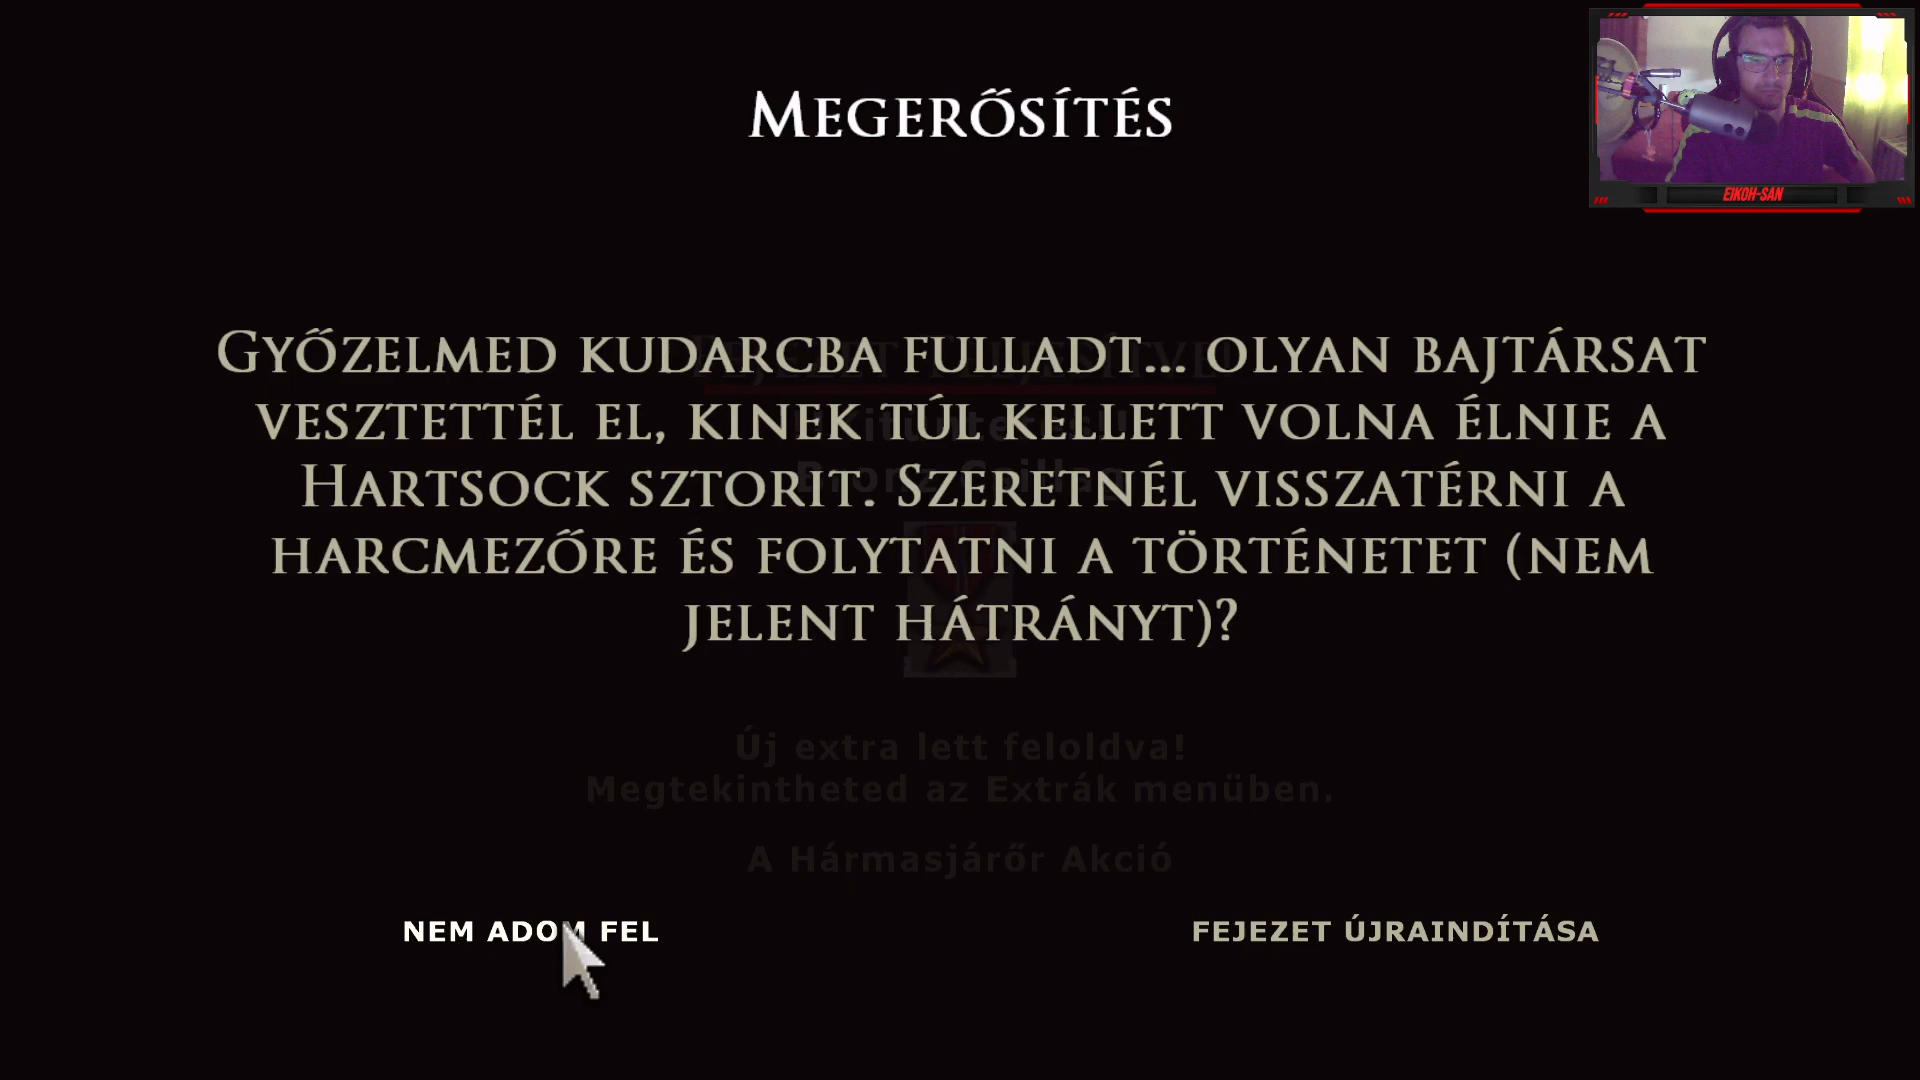 MEGERŐSÍTÉS
EIKOH-SAN
GYŐZELMED KUDARCBA FULLADT... OLYAN BAJTÁRSAT
VESZTETTÉL EL, KINEK TÚL KELLETT VOLNA ÉLNIE A
HARTSOCK SZTORIT. SZERETNÉL VISSZATÉRNI A
HARCMEZŐRE ÉS FOLYTATNI A TÖRTÉNETET (NEM
JELENT HÁTRÁNYT)?
Új extra lett feloldva!
Megtekintheted az Extrák menüben.
A Hármasjárőr Akció
NEM ADOM FEL
FEJEZET ÚJRAINDÍTÁSA